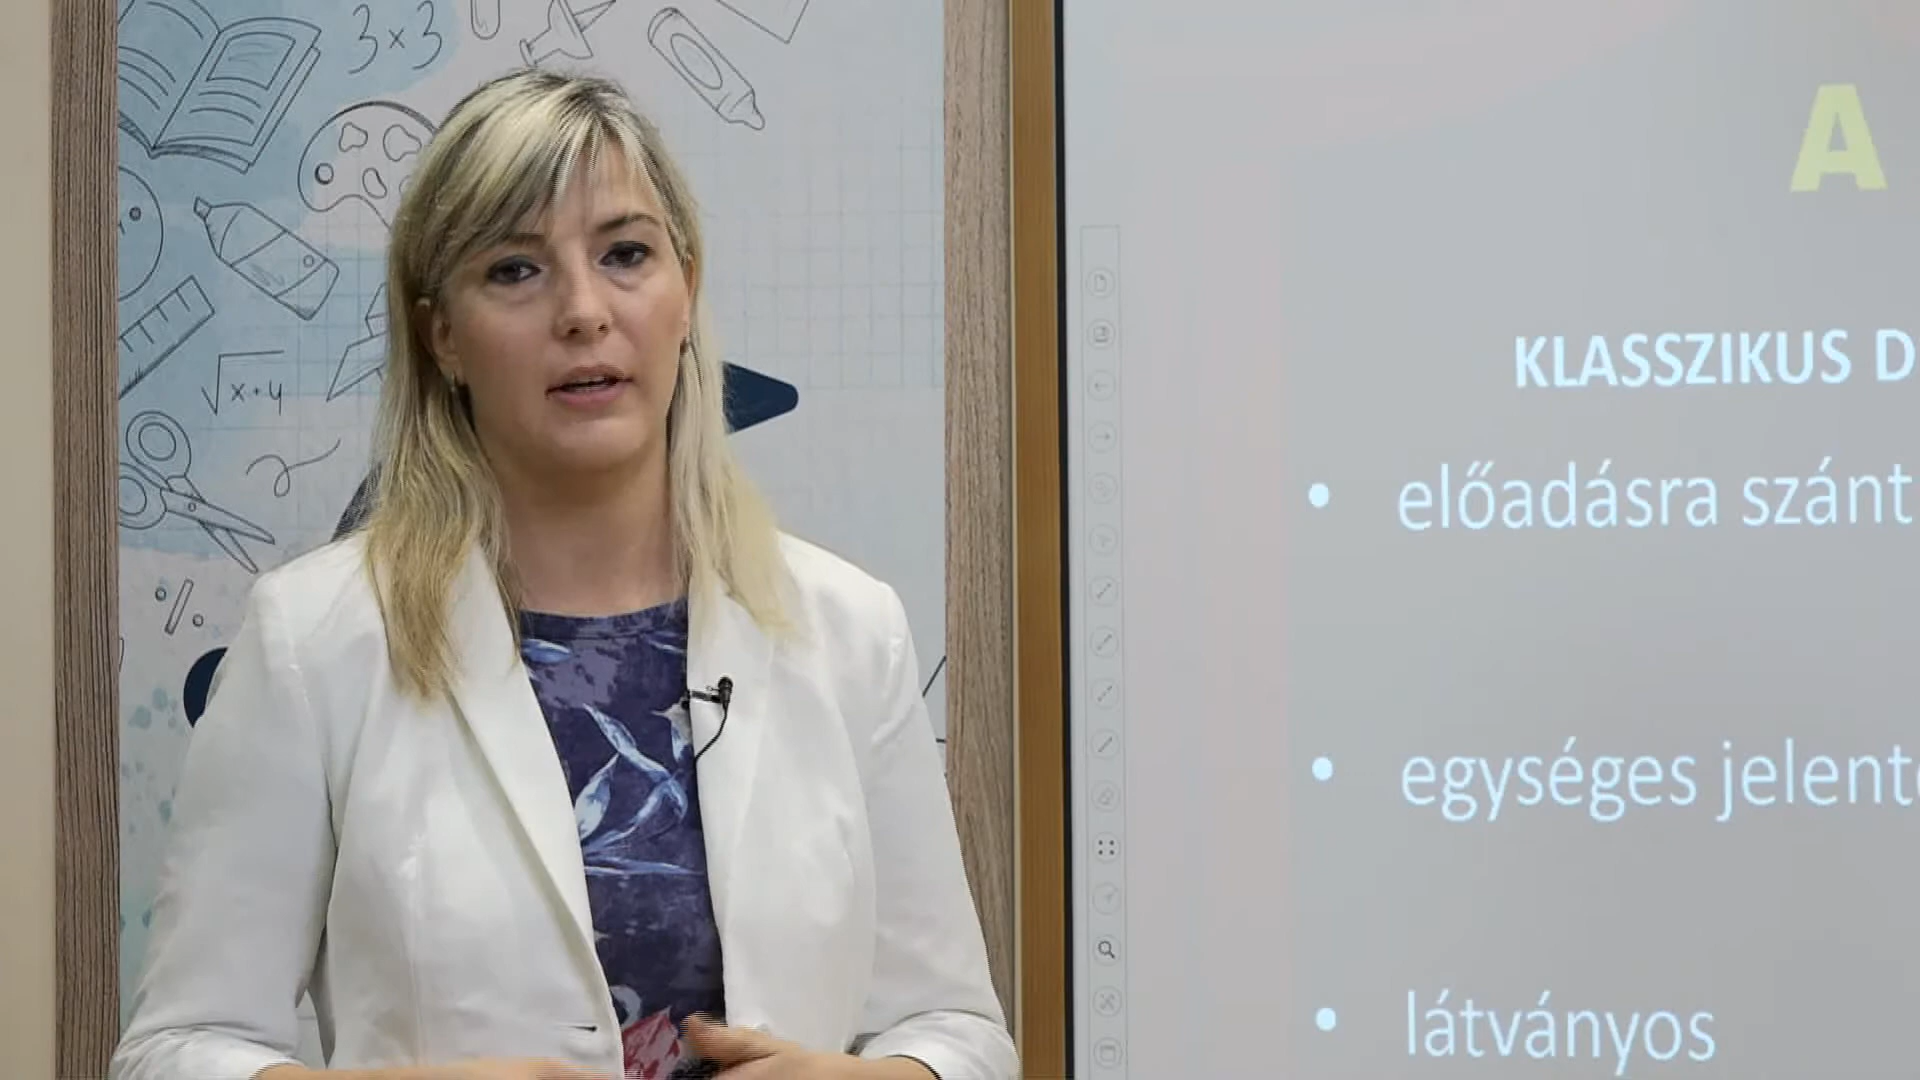 3×3
√x+4
%
A
KLASSZIKUS D
• előadásra szánt
• egységes jelent
• látványos